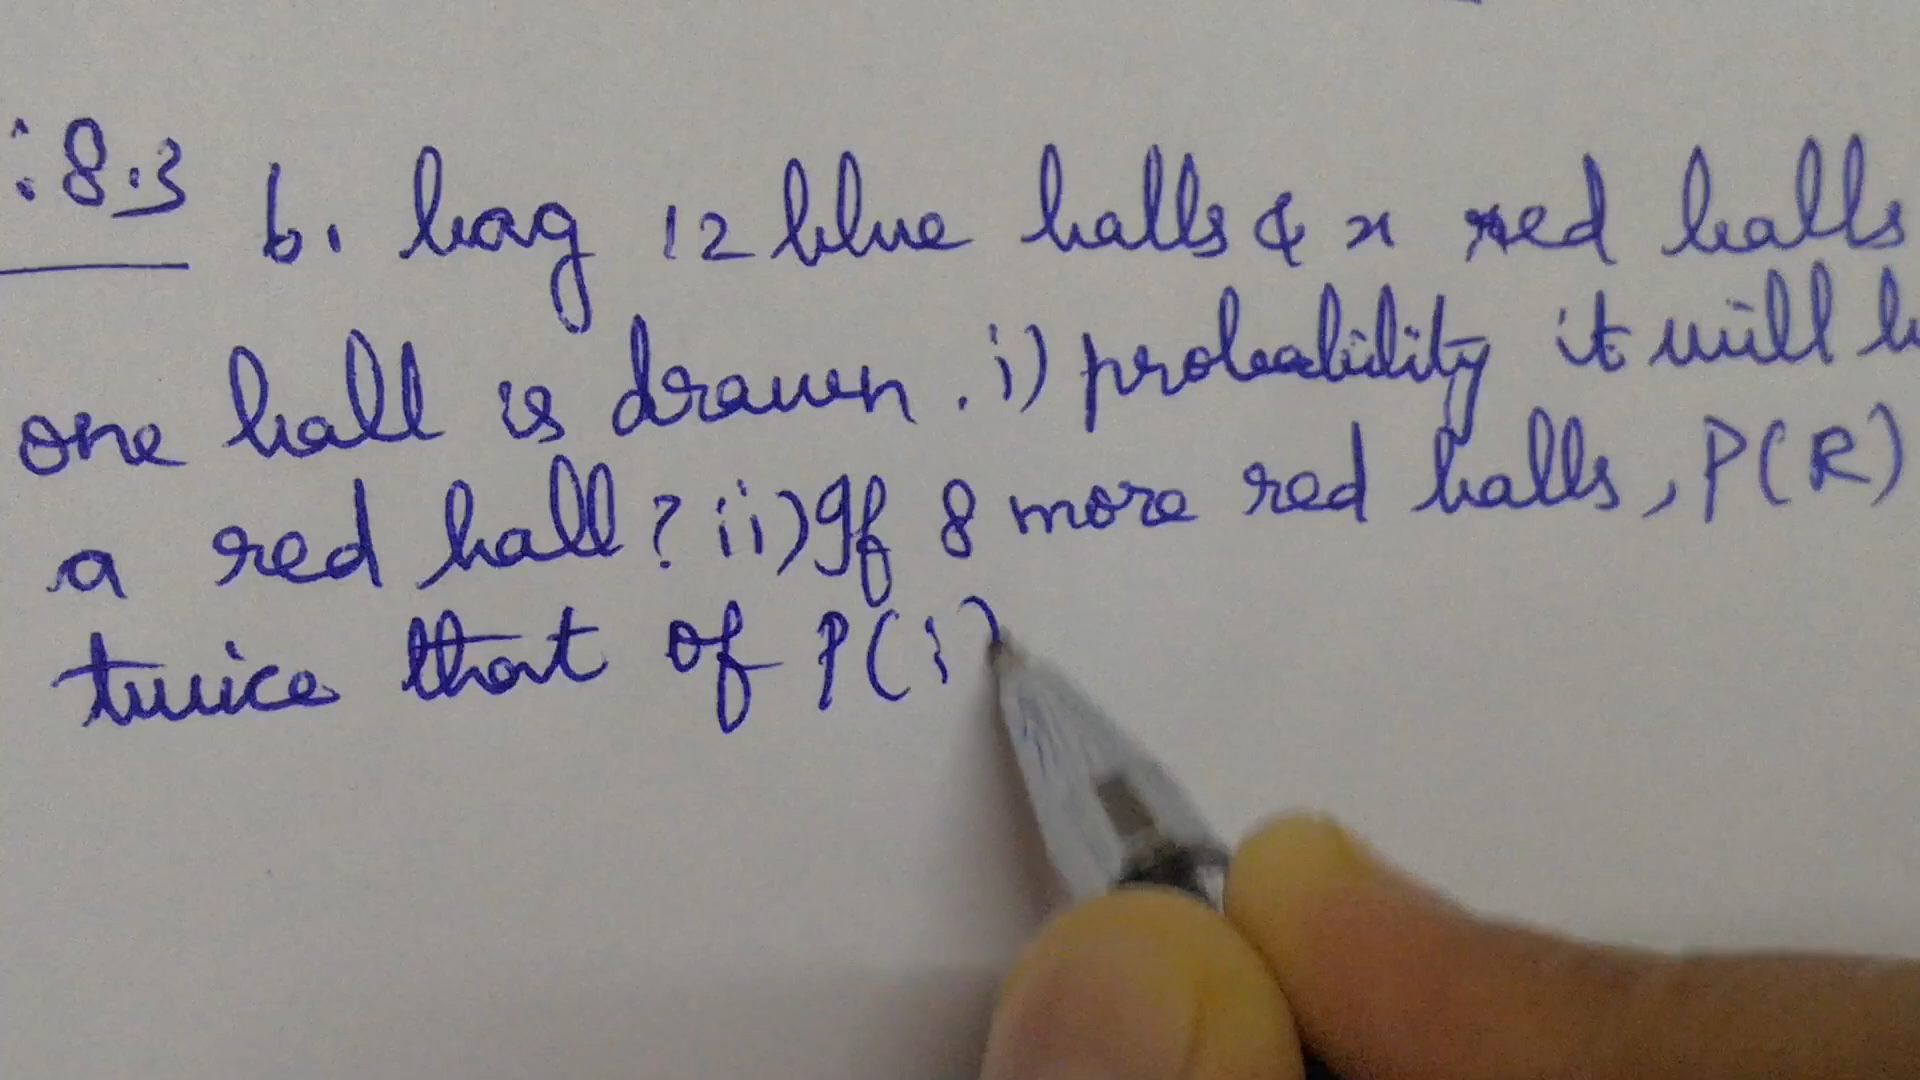 : 8.3 b. bag 12 blue balls & x red balls
one ball is drawn. i) probability it will b
a red ball? ii) If 8 more red balls, P(R)
twice that of P(i)